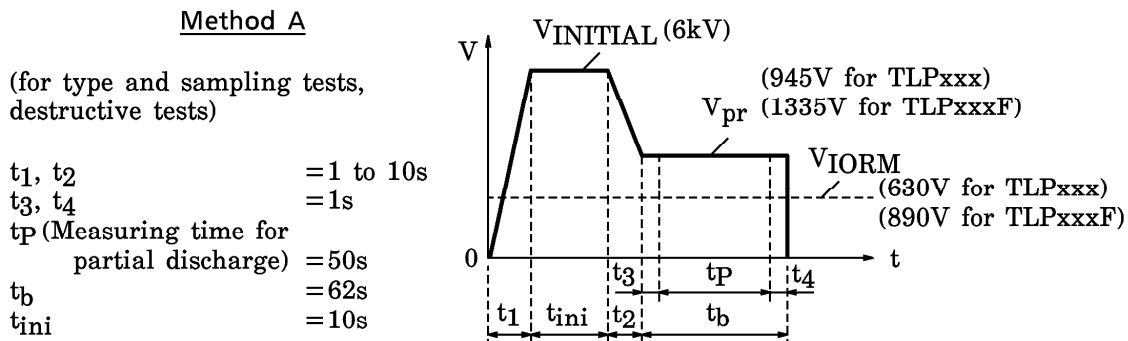 Method A
(for type and sampling tests,
destructive tests)
t1, t2 =1 to 10s
t3, t4 =1s
tP (Measuring time for
partial discharge) =50s
tb =62s
tini =10s
V
VINITIAL (6kV)
(945V for TLPxxx)
Vpr (1335V for TLPxxxF)
VIORM
(630V for TLPxxx)
(890V for TLPxxxF)
0
t
t3 tP t4
t1 tini t2 tb